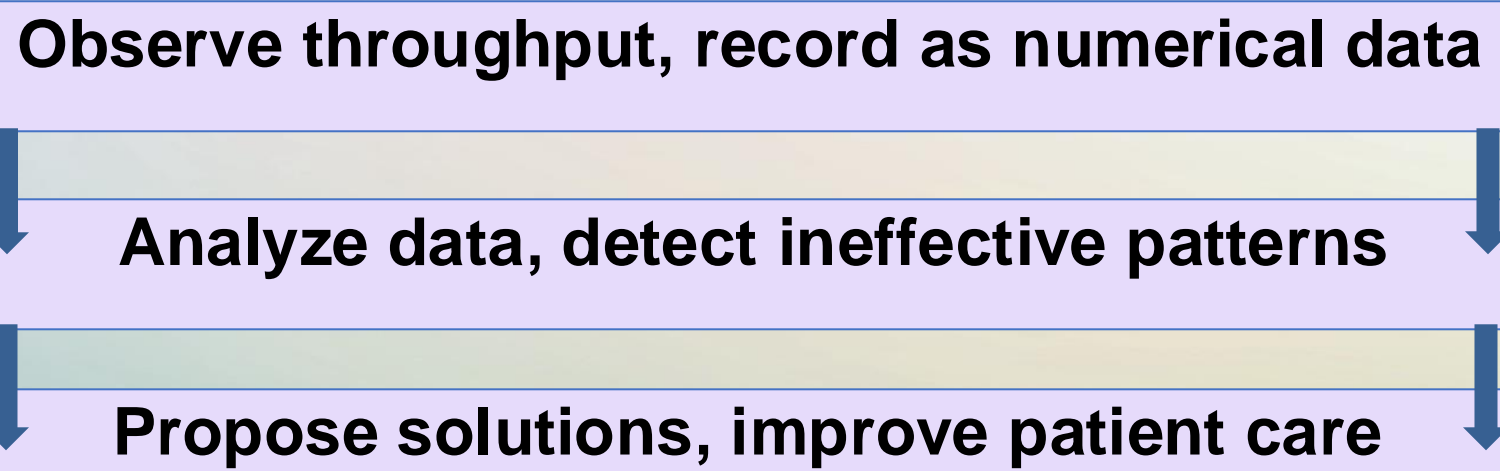 Observe throughput, record as numerical data
Analyze data, detect ineffective patterns
Propose solutions, improve patient care